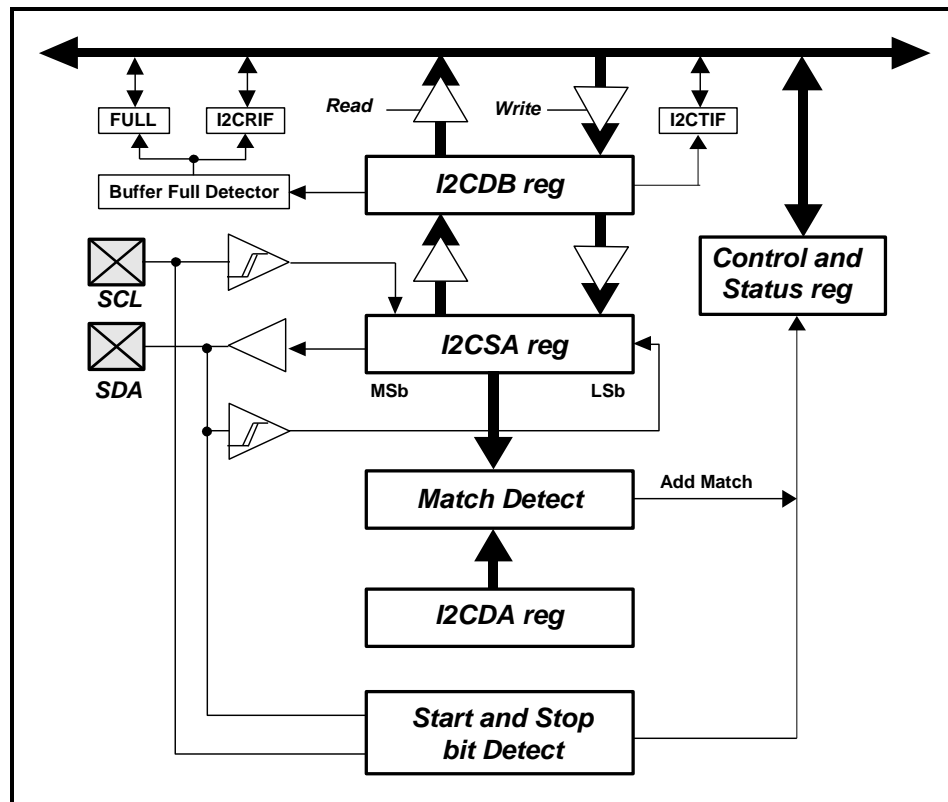 Read
Write
FULL
I2CRIF
I2CTIF
I2CDB reg
Buffer Full Detector
Control and
Status reg
SCL
I2CSA reg
SDA
MSb
LSb
Match Detect
Add Match
I2CDA reg
Start and Stop
bit Detect